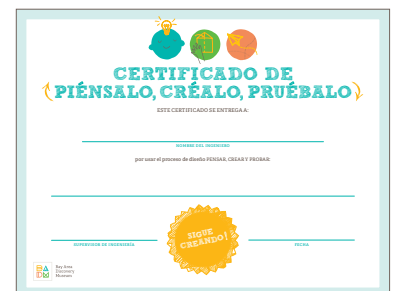 CERTIFICADO DE
PIÉNSALO, CRÉALO, PRUÉBALO
ESTE CERTIFICADO SE ENTREGA A:
NOMBRE DEL INGENIERO
por usar el proceso de diseño PENSAR, CREAR Y PROBAR:
SIGUE
CREANDO!
SUPERVISOR DE INGENIERÍA
FECHA
BADM
Bay Area
Discovery
Museum